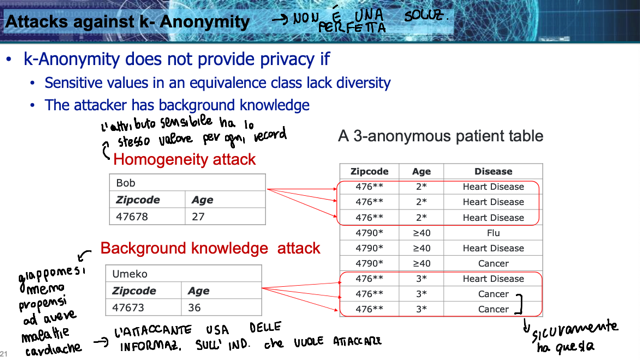 Attacks against k- Anonymity → NON È UNA SOLUZ.
PERFETTA
• k-Anonymity does not provide privacy if
• Sensitive values in an equivalence class lack diversity
• The attacker has background knowledge
L'attributo sensibile ha lo
stesso valore per ogni record
Homogeneity attack
Bob
Zipcode Age
47678 27
Background knowledge attack
Umeko
Zipcode Age
47673 36
giapponesi
meno
propensi
ad avere
malattie
cardiache → L'ATTACCANTE USA DELLE
INFORMAZ. SULL'IND. che VUOLE ATTACCARE
A 3-anonymous patient table
Zipcode Age Disease
476** 2* Heart Disease
476** 2* Heart Disease
476** 2* Heart Disease
4790* ≥40 Flu
4790* ≥40 Heart Disease
4790* ≥40 Cancer
476** 3* Heart Disease
476** 3* Cancer
476** 3* Cancer
sicuramente
ha questa
21